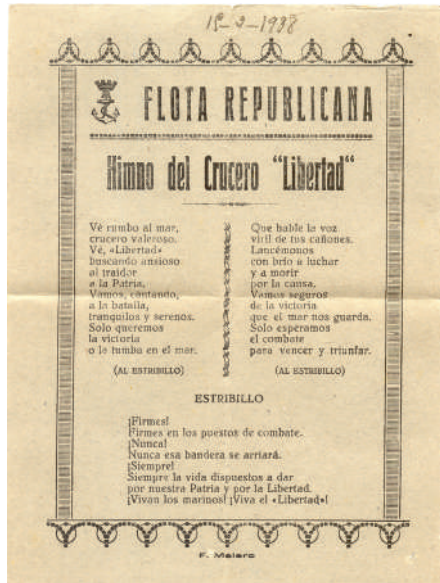 15-3-1938
FLOTA REPUBLICANA
Himno del Crucero "Libertad"
Vé rumbo al mar,
crucero valeroso.
Vé, «Libertad»
buscando ansioso
al traidor
a la Patria,
Vamos, cantando,
a la batalla,
tranquilos y serenos.
Solo queremos
la victoria
o la tumba en el mar.
(AL ESTRIBILLO)
Que hable la voz
viril de tus cañones.
Lancémonos
con brío a luchar
y a morir
por la causa.
Vamos seguros
de la victoria
que el mar nos guarda.
Solo esperamos
el combate
para vencer y triunfar.
(AL ESTRIBILLO)
ESTRIBILLO
¡Firmes!
Firmes en los puestos de combate.
¡Nunca!
Nunca esa bandera se arriará.
¡Siempre!
Siempre la vida dispuestos a dar
por nuestra Patria y por la Libertad.
¡Vivan los marinos! ¡Viva el «Libertad»!
F. Malaro